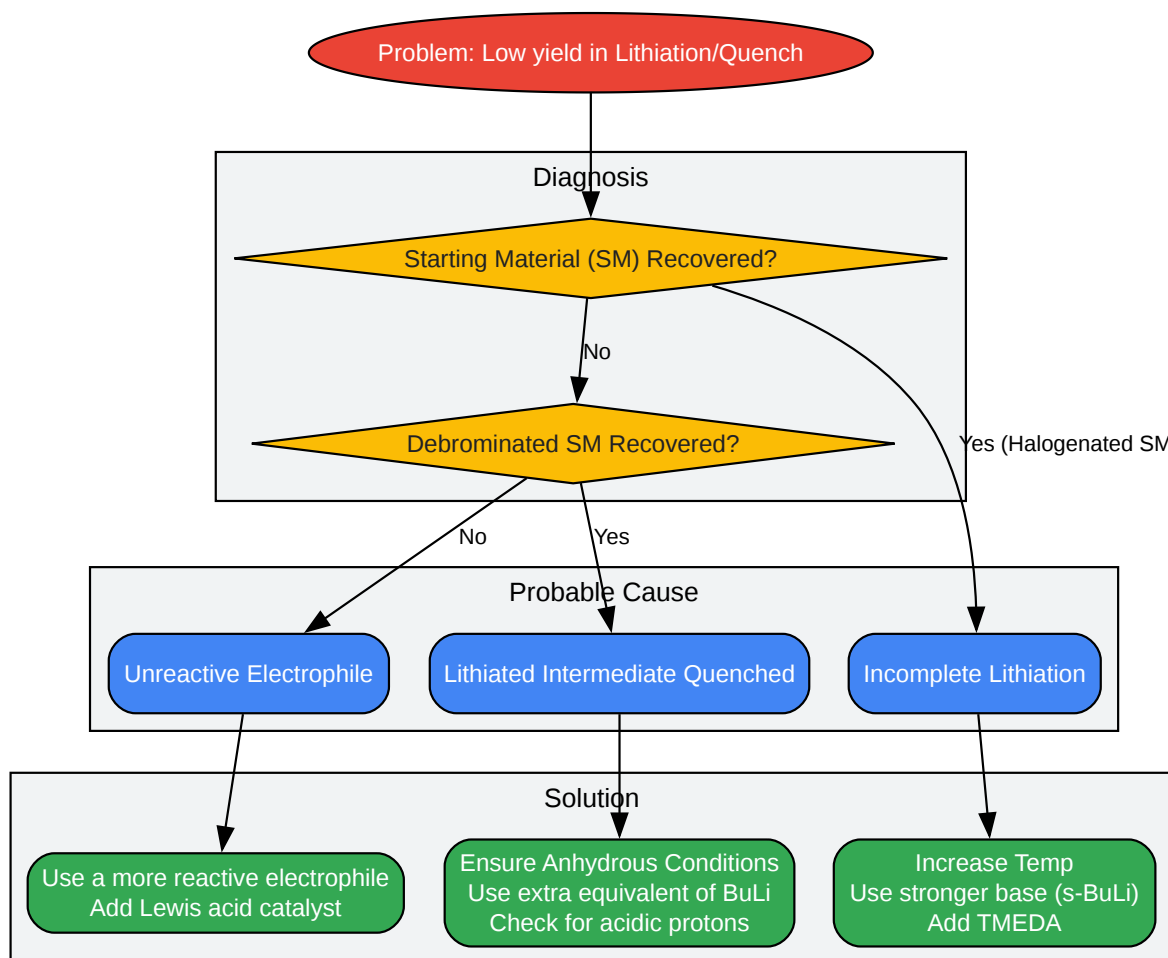 Problem: Low yield in Lithiation/Quench
Diagnosis
Starting Material (SM) Recovered?
No
Debrominated SM Recovered?
Yes (Halogenated SM
No
Yes
Probable Cause
Unreactive Electrophile
Lithiated Intermediate Quenched
Incomplete Lithiation
Solution
Use a more reactive electrophile
Add Lewis acid catalyst
Ensure Anhydrous Conditions
Use extra equivalent of BuLi
Check for acidic protons
Increase Temp
Use stronger base (s-BuLi)
Add TMEDA